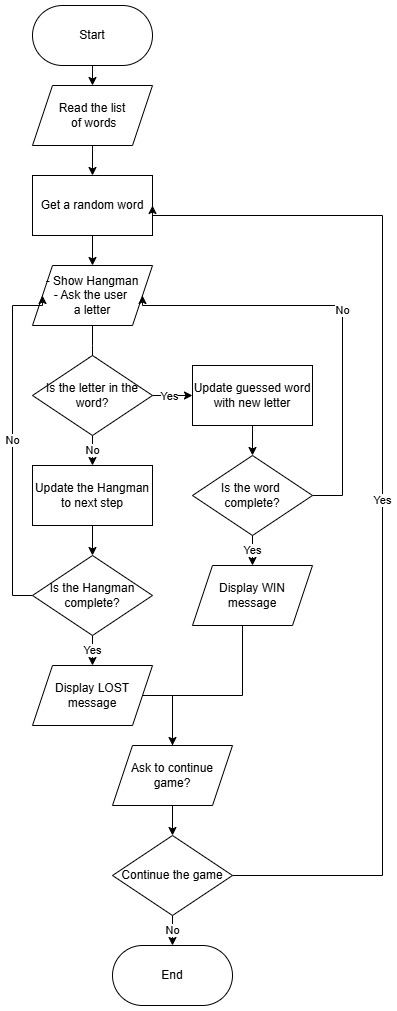 Start
Read the list
of words
Get a random word
- Show Hangman
- Ask the user
a letter
No
Is the letter in the
word?
Yes
Update guessed word
with new letter
No
No
Update the Hangman
to next step
Is the word
complete?
Yes
Yes
Is the Hangman
complete?
Display WIN
message
Yes
Display LOST
message
Ask to continue
game?
Continue the game
No
End